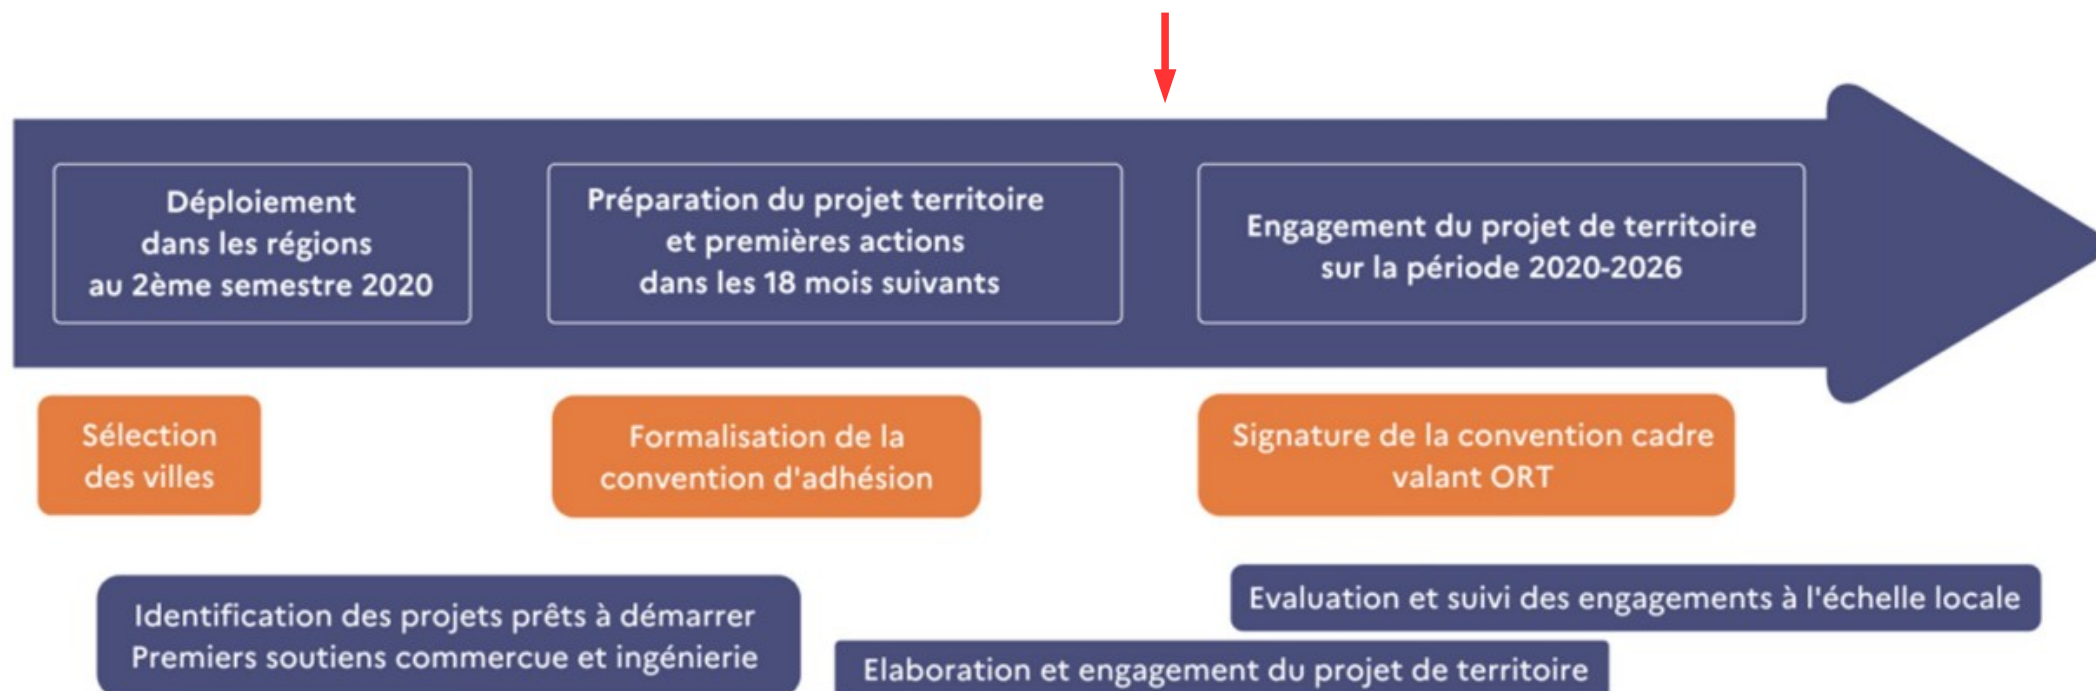 Déploiement
dans les régions
au 2ème semestre 2020
Préparation du projet territoire
et premières actions
dans les 18 mois suivants
Engagement du projet de territoire
sur la période 2020-2026
Sélection
des villes
Formalisation de la
convention d'adhésion
Signature de la convention cadre
valant ORT
Identification des projets prêts à démarrer
Premiers soutiens commercue et ingénierie
Evaluation et suivi des engagements à l'échelle locale
Elaboration et engagement du projet de territoire